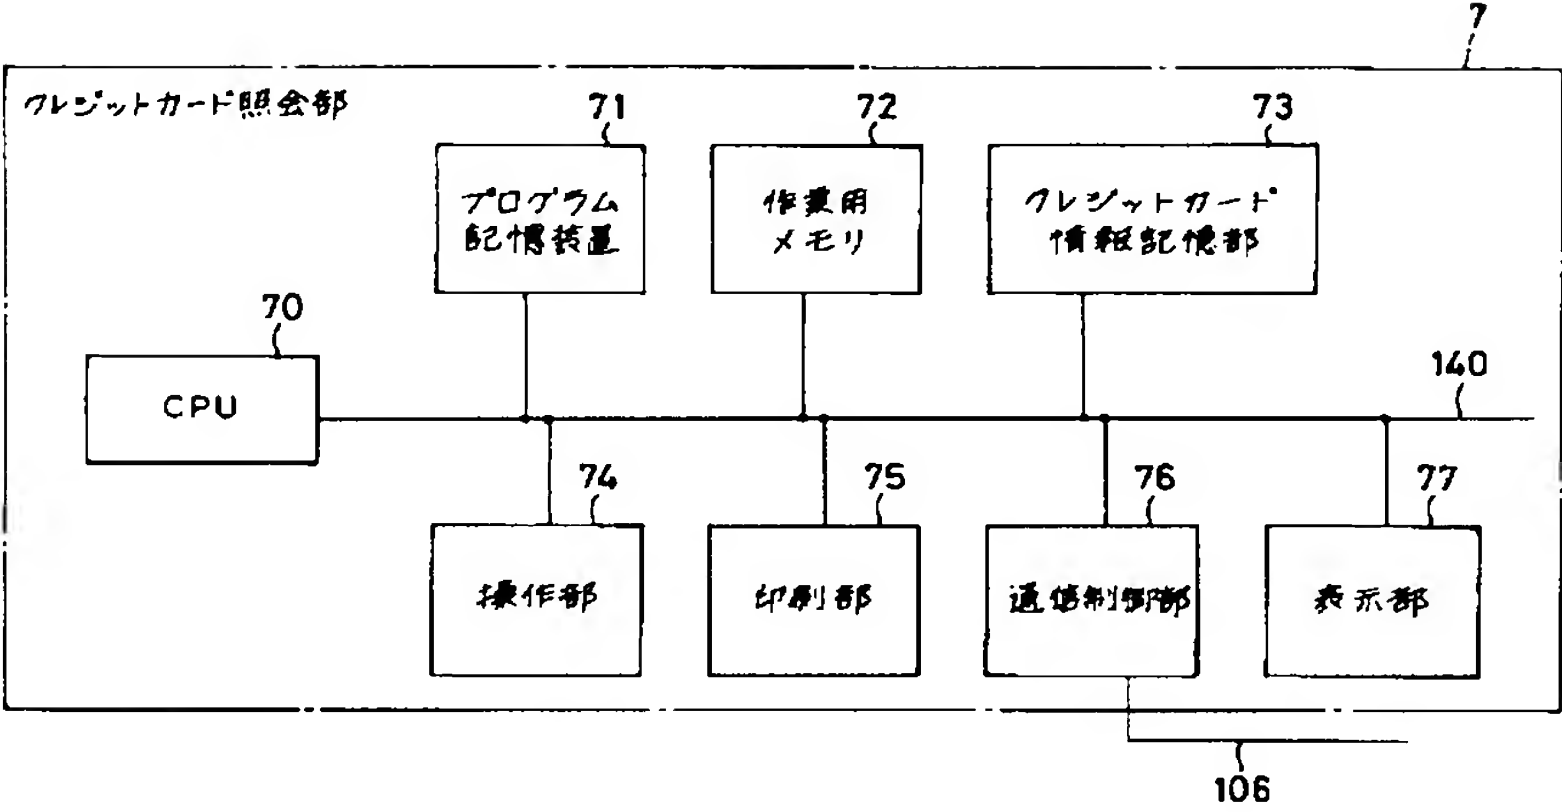 7
クレジットカード照会部
71
72
73
プログラム
記憶装置
作業用
メモリ
クレジットカード
情報記憶部
70
CPU
140
74
75
76
77
操作部
印刷部
通信制御部
表示部
106